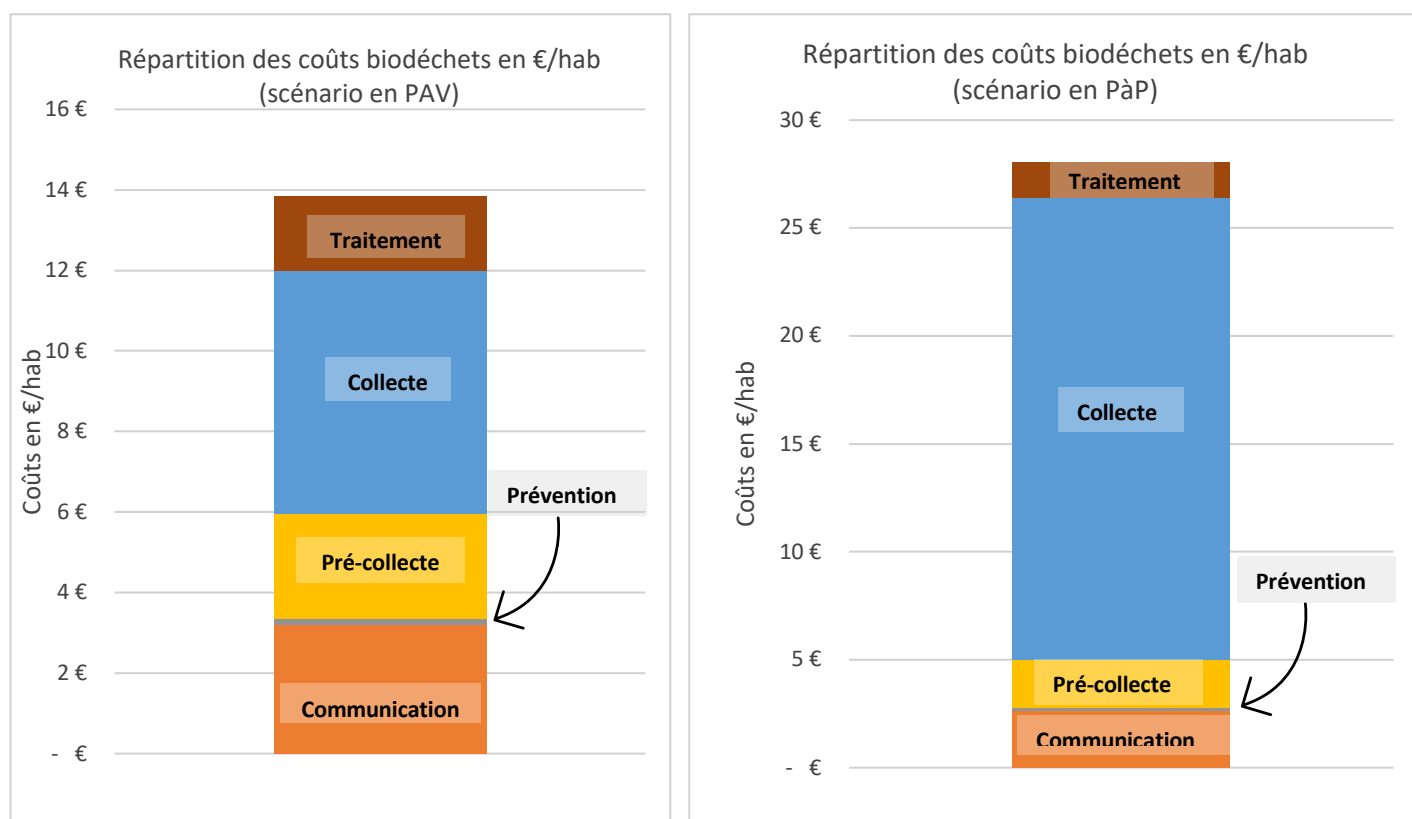 Répartition des coûts biodéchets en €/hab
(scénario en PAV)
Coûts en €/hab
16 €
14 €
12 €
10 €
8 €
6 €
4 €
2 €
- €
Traitement
Collecte
Prévention
Pré-collecte
Communication
Répartition des coûts biodéchets en €/hab
(scénario en PàP)
Coûts en €/hab
30 €
25 €
20 €
15 €
10 €
5 €
- €
Traitement
Collecte
Prévention
Pré-collecte
Communication